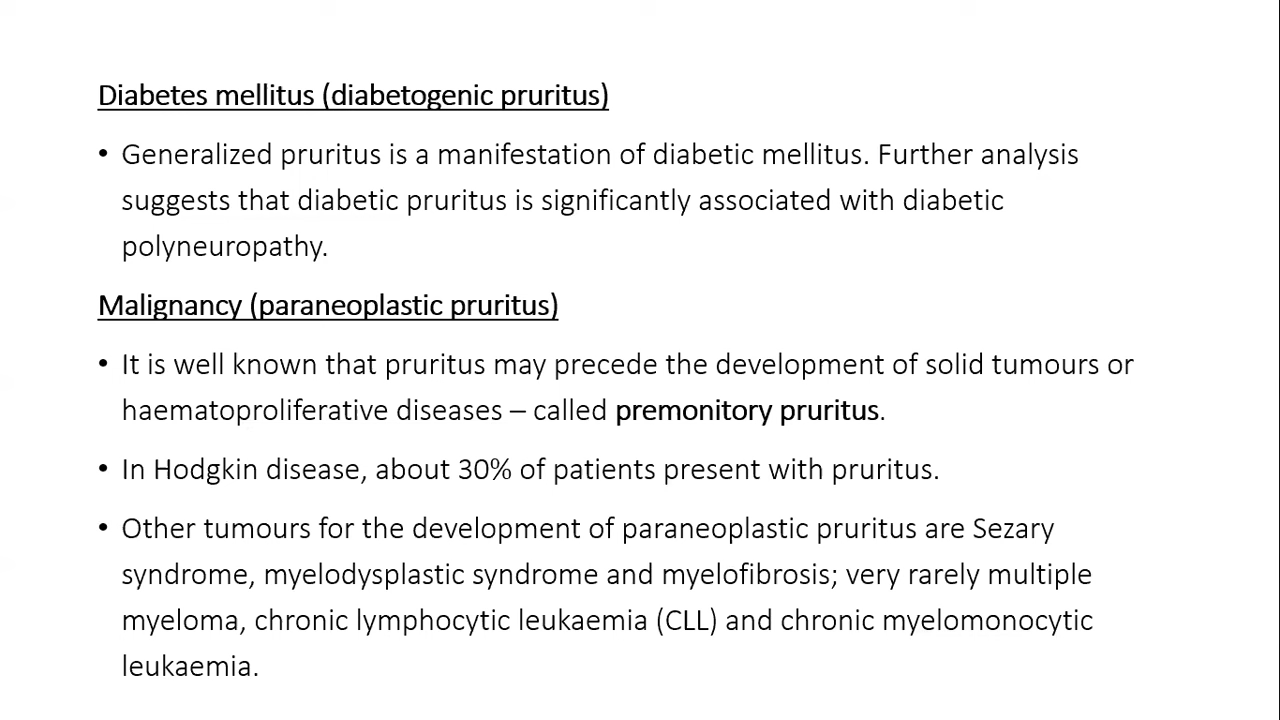 Diabetes mellitus (diabetogenic pruritus)
• Generalized pruritus is a manifestation of diabetic mellitus. Further analysis
suggests that diabetic pruritus is significantly associated with diabetic
polyneuropathy.
Malignancy (paraneoplastic pruritus)
• It is well known that pruritus may precede the development of solid tumours or
haematoproliferative diseases – called premonitory pruritus.
• In Hodgkin disease, about 30% of patients present with pruritus.
• Other tumours for the development of paraneoplastic pruritus are Sezary
syndrome, myelodysplastic syndrome and myelofibrosis; very rarely multiple
myeloma, chronic lymphocytic leukaemia (CLL) and chronic myelomonocytic
leukaemia.